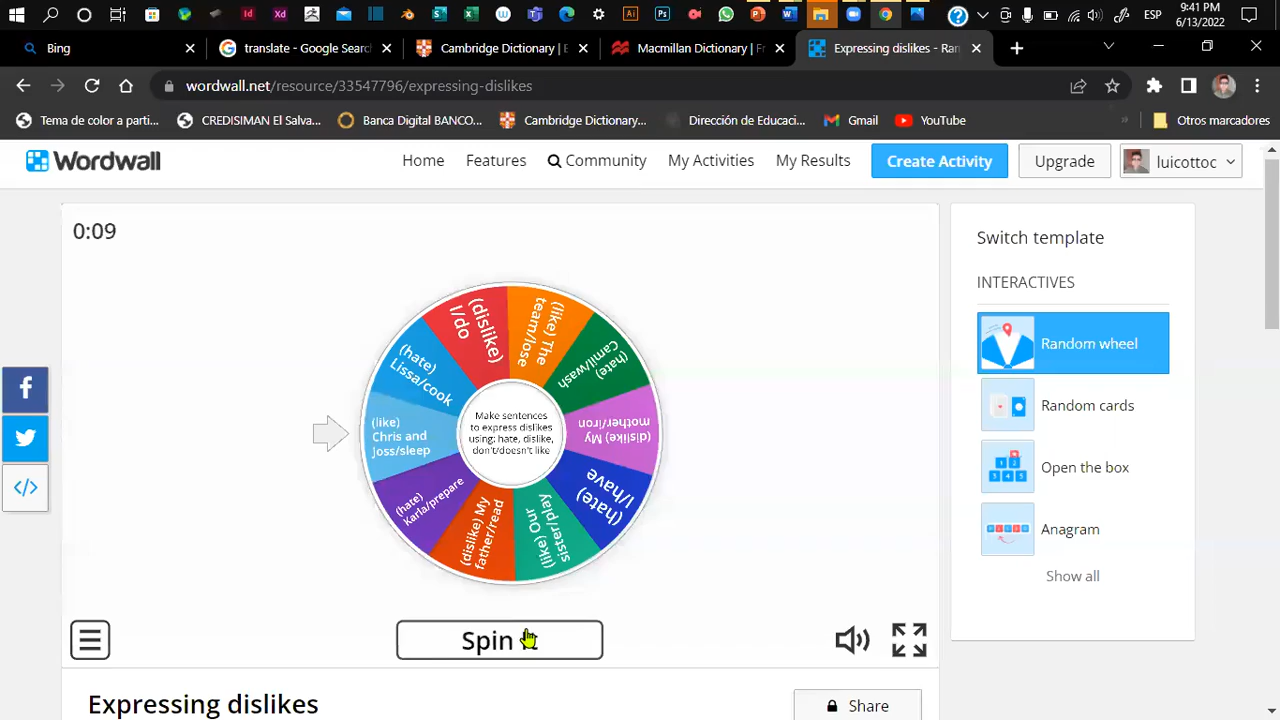 9:41 PM
ESP
6/13/2022
Bing
translate - Google Searc
Cambridge Dictionary | E
Macmillan Dictionary | Fr
Expressing dislikes - Ran
wordwall.net/resource/33547796/expressing-dislikes
Tema de color a parti...
CREDISIMAN El Salva...
Banca Digital BANCO...
Cambridge Dictionary...
Dirección de Educaci...
Gmail
YouTube
Otros marcadores
Wordwall
Home
Features
Community
My Activities
My Results
Create Activity
Upgrade
luicottoc
0:09
Switch template
INTERACTIVES
Random wheel
Random cards
Open the box
Anagram
Show all
(dislike)
I/do
(like) The
team/lose
(hate)
Camil/wash
(dislike) My
mother/iron
(hate)
I/have
(like) Our
sister/play
(dislike) My
father/read
(hate)
Karla/prepare
(like)
Chris and
Joss/sleep
(hate)
Lissa/cook
Make sentences
to express dislikes
using: hate, dislike,
don't/doesn't like
Spin
Expressing dislikes
Share